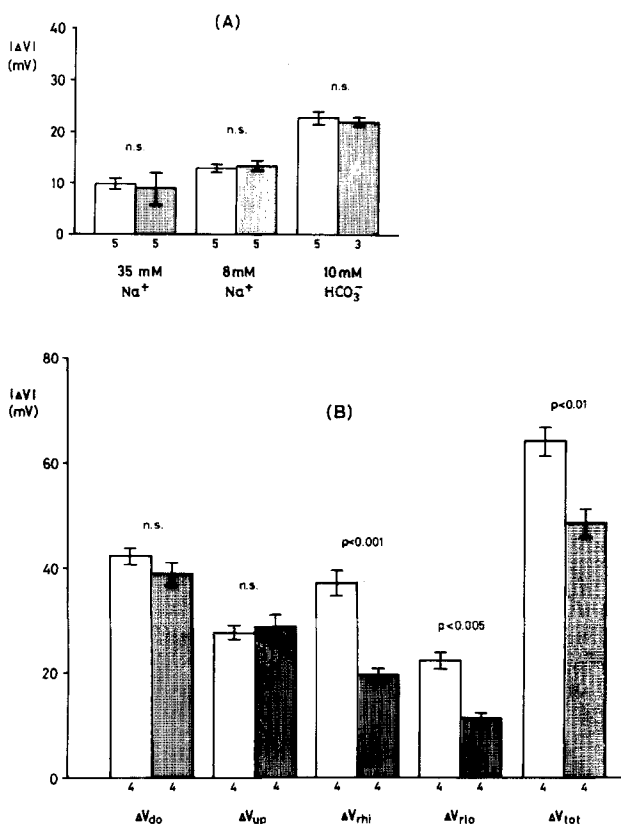 (A)
|ΔV|
(mV)
40
30
20
10
0
n.s.
n.s.
n.s.
5 5 5 5 5 3
35 mM 8mM 10mM
Na⁺ Na⁺ HCO₃⁻
80
|ΔV|
(mV)
(B)
60
40
20
0
n.s.
n.s.
p<0.001
p<0.005
p<0.01
4 4 4 4 4 4 4 4 4 4
ΔV_do ΔV_up ΔV_rhi ΔV_rlo ΔV_tot